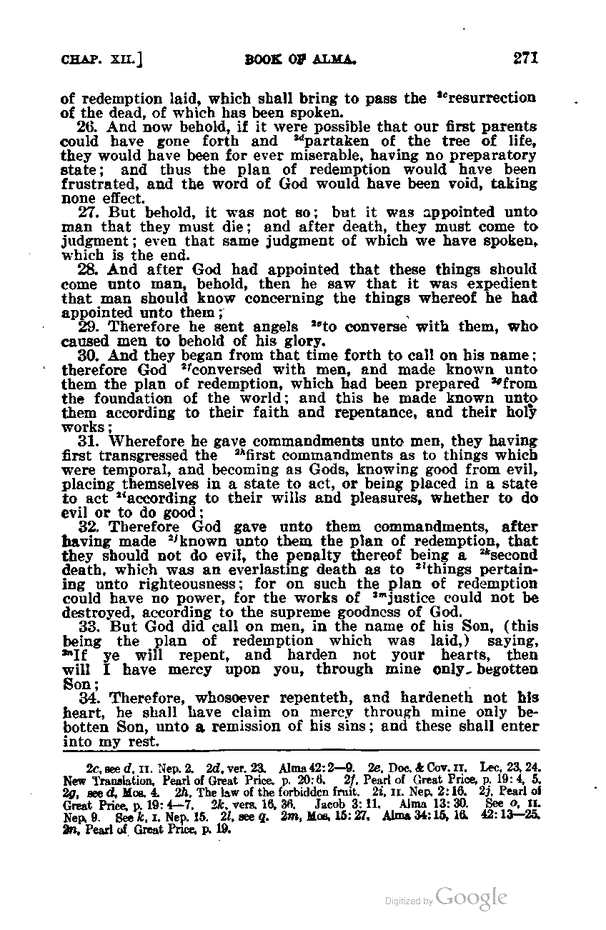 CHAP. XII.] BOOK OF ALMA. 271
of redemption laid, which shall bring to pass the 2cresurrection
of the dead, of which has been spoken.
26. And now behold, if it were possible that our first parents
could have gone forth and 2dpartaken of the tree of life,
they would have been for ever miserable, having no preparatory
state; and thus the plan of redemption would have been
frustrated, and the word of God would have been void, taking
none effect.
27. But behold, it was not so; but it was appointed unto
man that they must die; and after death, they must come to
judgment; even that same judgment of which we have spoken,
which is the end.
28. And after God had appointed that these things should
come unto man, behold, then he saw that it was expedient
that man should know concerning the things whereof he had
appointed unto them;
29. Therefore he sent angels 2eto converse with them, who
caused men to behold of his glory.
30. And they began from that time forth to call on his name;
therefore God 2fconversed with men, and made known unto
them the plan of redemption, which had been prepared 2gfrom
the foundation of the world; and this he made known unto
them according to their faith and repentance, and their holy
works;
31. Wherefore he gave commandments unto men, they having
first transgressed the 2hfirst commandments as to things which
were temporal, and becoming as Gods, knowing good from evil,
placing themselves in a state to act, or being placed in a state
to act 2iaccording to their wills and pleasures, whether to do
evil or to do good;
32. Therefore God gave unto them commandments, after
having made 2jknown unto them the plan of redemption, that
they should not do evil, the penalty thereof being a 2ksecond
death, which was an everlasting death as to 2lthings pertain-
ing unto righteousness; for on such the plan of redemption
could have no power, for the works of 2mjustice could not be
destroyed, according to the supreme goodness of God.
33. But God did call on men, in the name of his Son, (this
being the plan of redemption which was laid,) saying,
2nIf ye will repent, and harden not your hearts, then
will I have mercy upon you, through mine only begotten
Son;
34. Therefore, whosoever repenteth, and hardeneth not his
heart, he shall have claim on mercy through mine only be-
botten Son, unto a remission of his sins; and these shall enter
into my rest.
2c, see d, II. Nep. 2. 2d, ver. 23. Alma 42:2—9. 2e, Doc. & Cov. II. Lec. 23, 24.
New Translation, Pearl of Great Price, p. 20:6. 2f, Pearl of Great Price, p. 19:4, 5.
2g, see d, Mos. 4. 2h, The law of the forbidden fruit. 2i, II. Nep. 2:16. 2j, Pearl of
Great Price, p. 19:4—7. 2k, vers. 16, 36. Jacob 3:11. Alma 13:30. See o, II.
Nep. 9. See k, I. Nep. 15. 2l, see q. 2m, Mos. 15:27. Alma 34:15, 16. 42:13—25.
2n, Pearl of Great Price, p. 19.
Digitized by Google